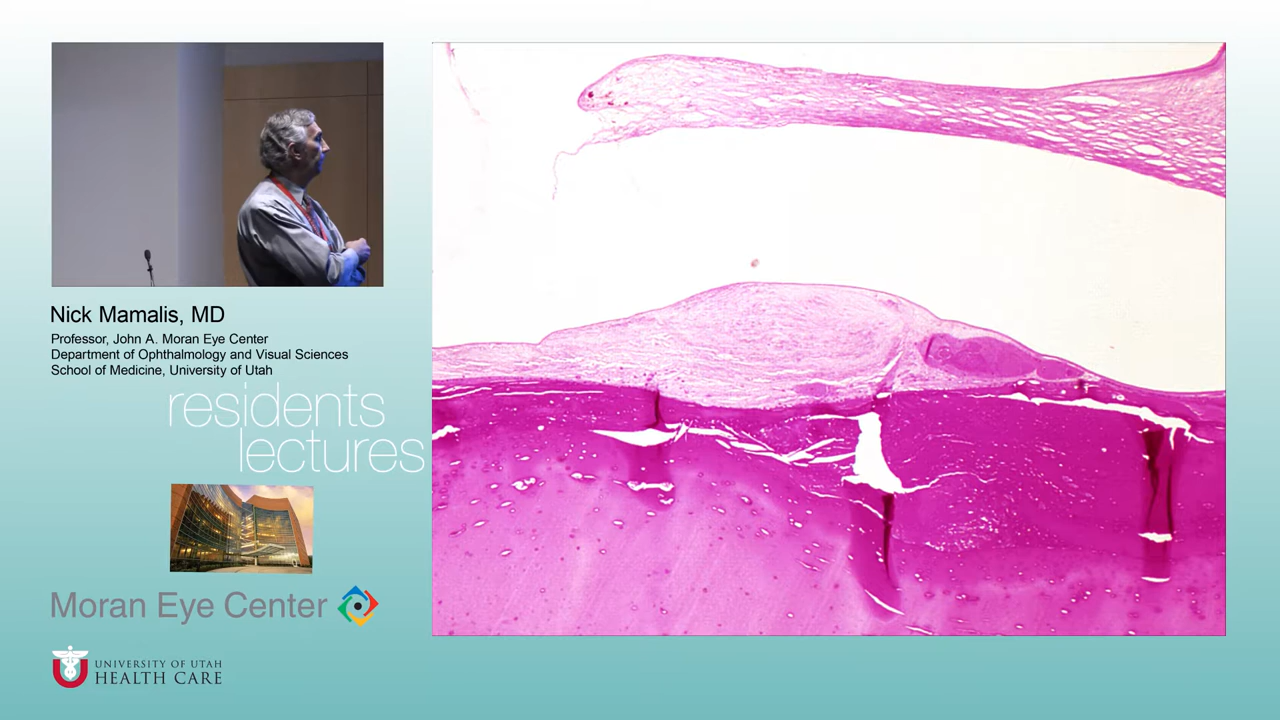 Nick Mamalis, MD
Professor, John A. Moran Eye Center
Department of Ophthalmology and Visual Sciences
School of Medicine, University of Utah
residents
lectures
Moran Eye Center
UNIVERSITY OF UTAH
HEALTH CARE